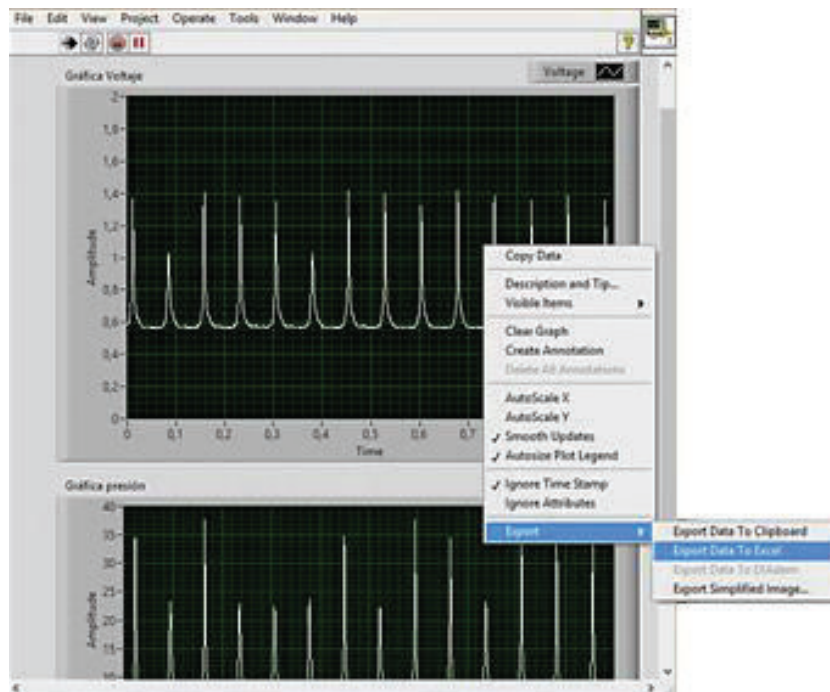 File Edit View Project Operate Tools Window Help
Gráfica Voltaje
Voltage
2
1,8
1,6
1,4
1,2
1
0,8
0,6
0,4
0,2
0
Amplitude
0 0,1 0,2 0,3 0,4 0,5 0,6 0,7
Time
Copy Data
Description and Tip...
Visible Items
Clear Graph
Create Annotation
Delete All Annotations
AutoScale X
AutoScale Y
Smooth Updates
Autosize Plot Legend
Ignore Time Stamp
Ignore Attributes
Export
Export Data To Clipboard
Export Data To Excel
Export Data To DIAdem
Export Simplified Image...
Gráfica presión
40
35
30
25
20
15
10
Amplitude